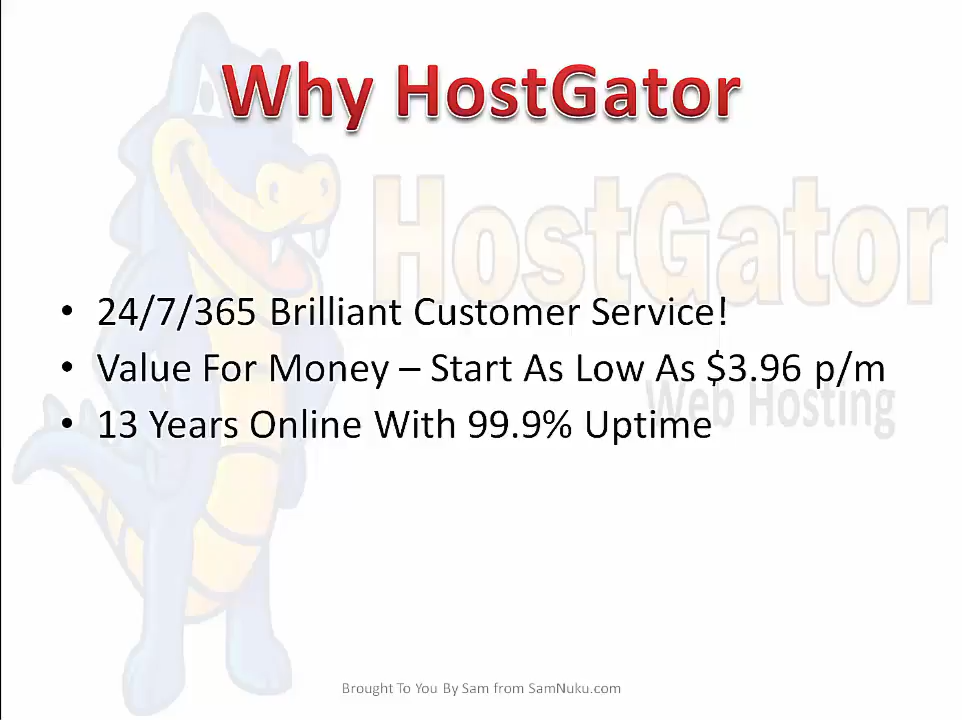 Why HostGator
HostGator
• 24/7/365 Brilliant Customer Service!
• Value For Money – Start As Low As $3.96 p/m
Web Hosting
• 13 Years Online With 99.9% Uptime
Brought To You By Sam from SamNuku.com